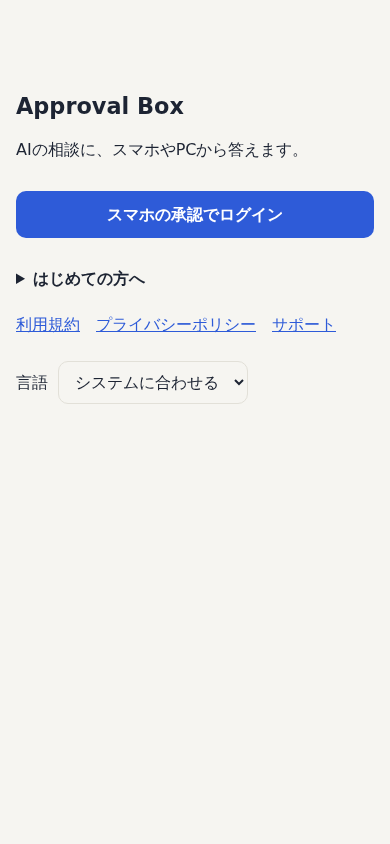 Approval Box
AIの相談に、スマホやPCから答えます。
スマホの承認でログイン
はじめての方へ
利用規約 プライバシーポリシー サポート
言語 システムに合わせる